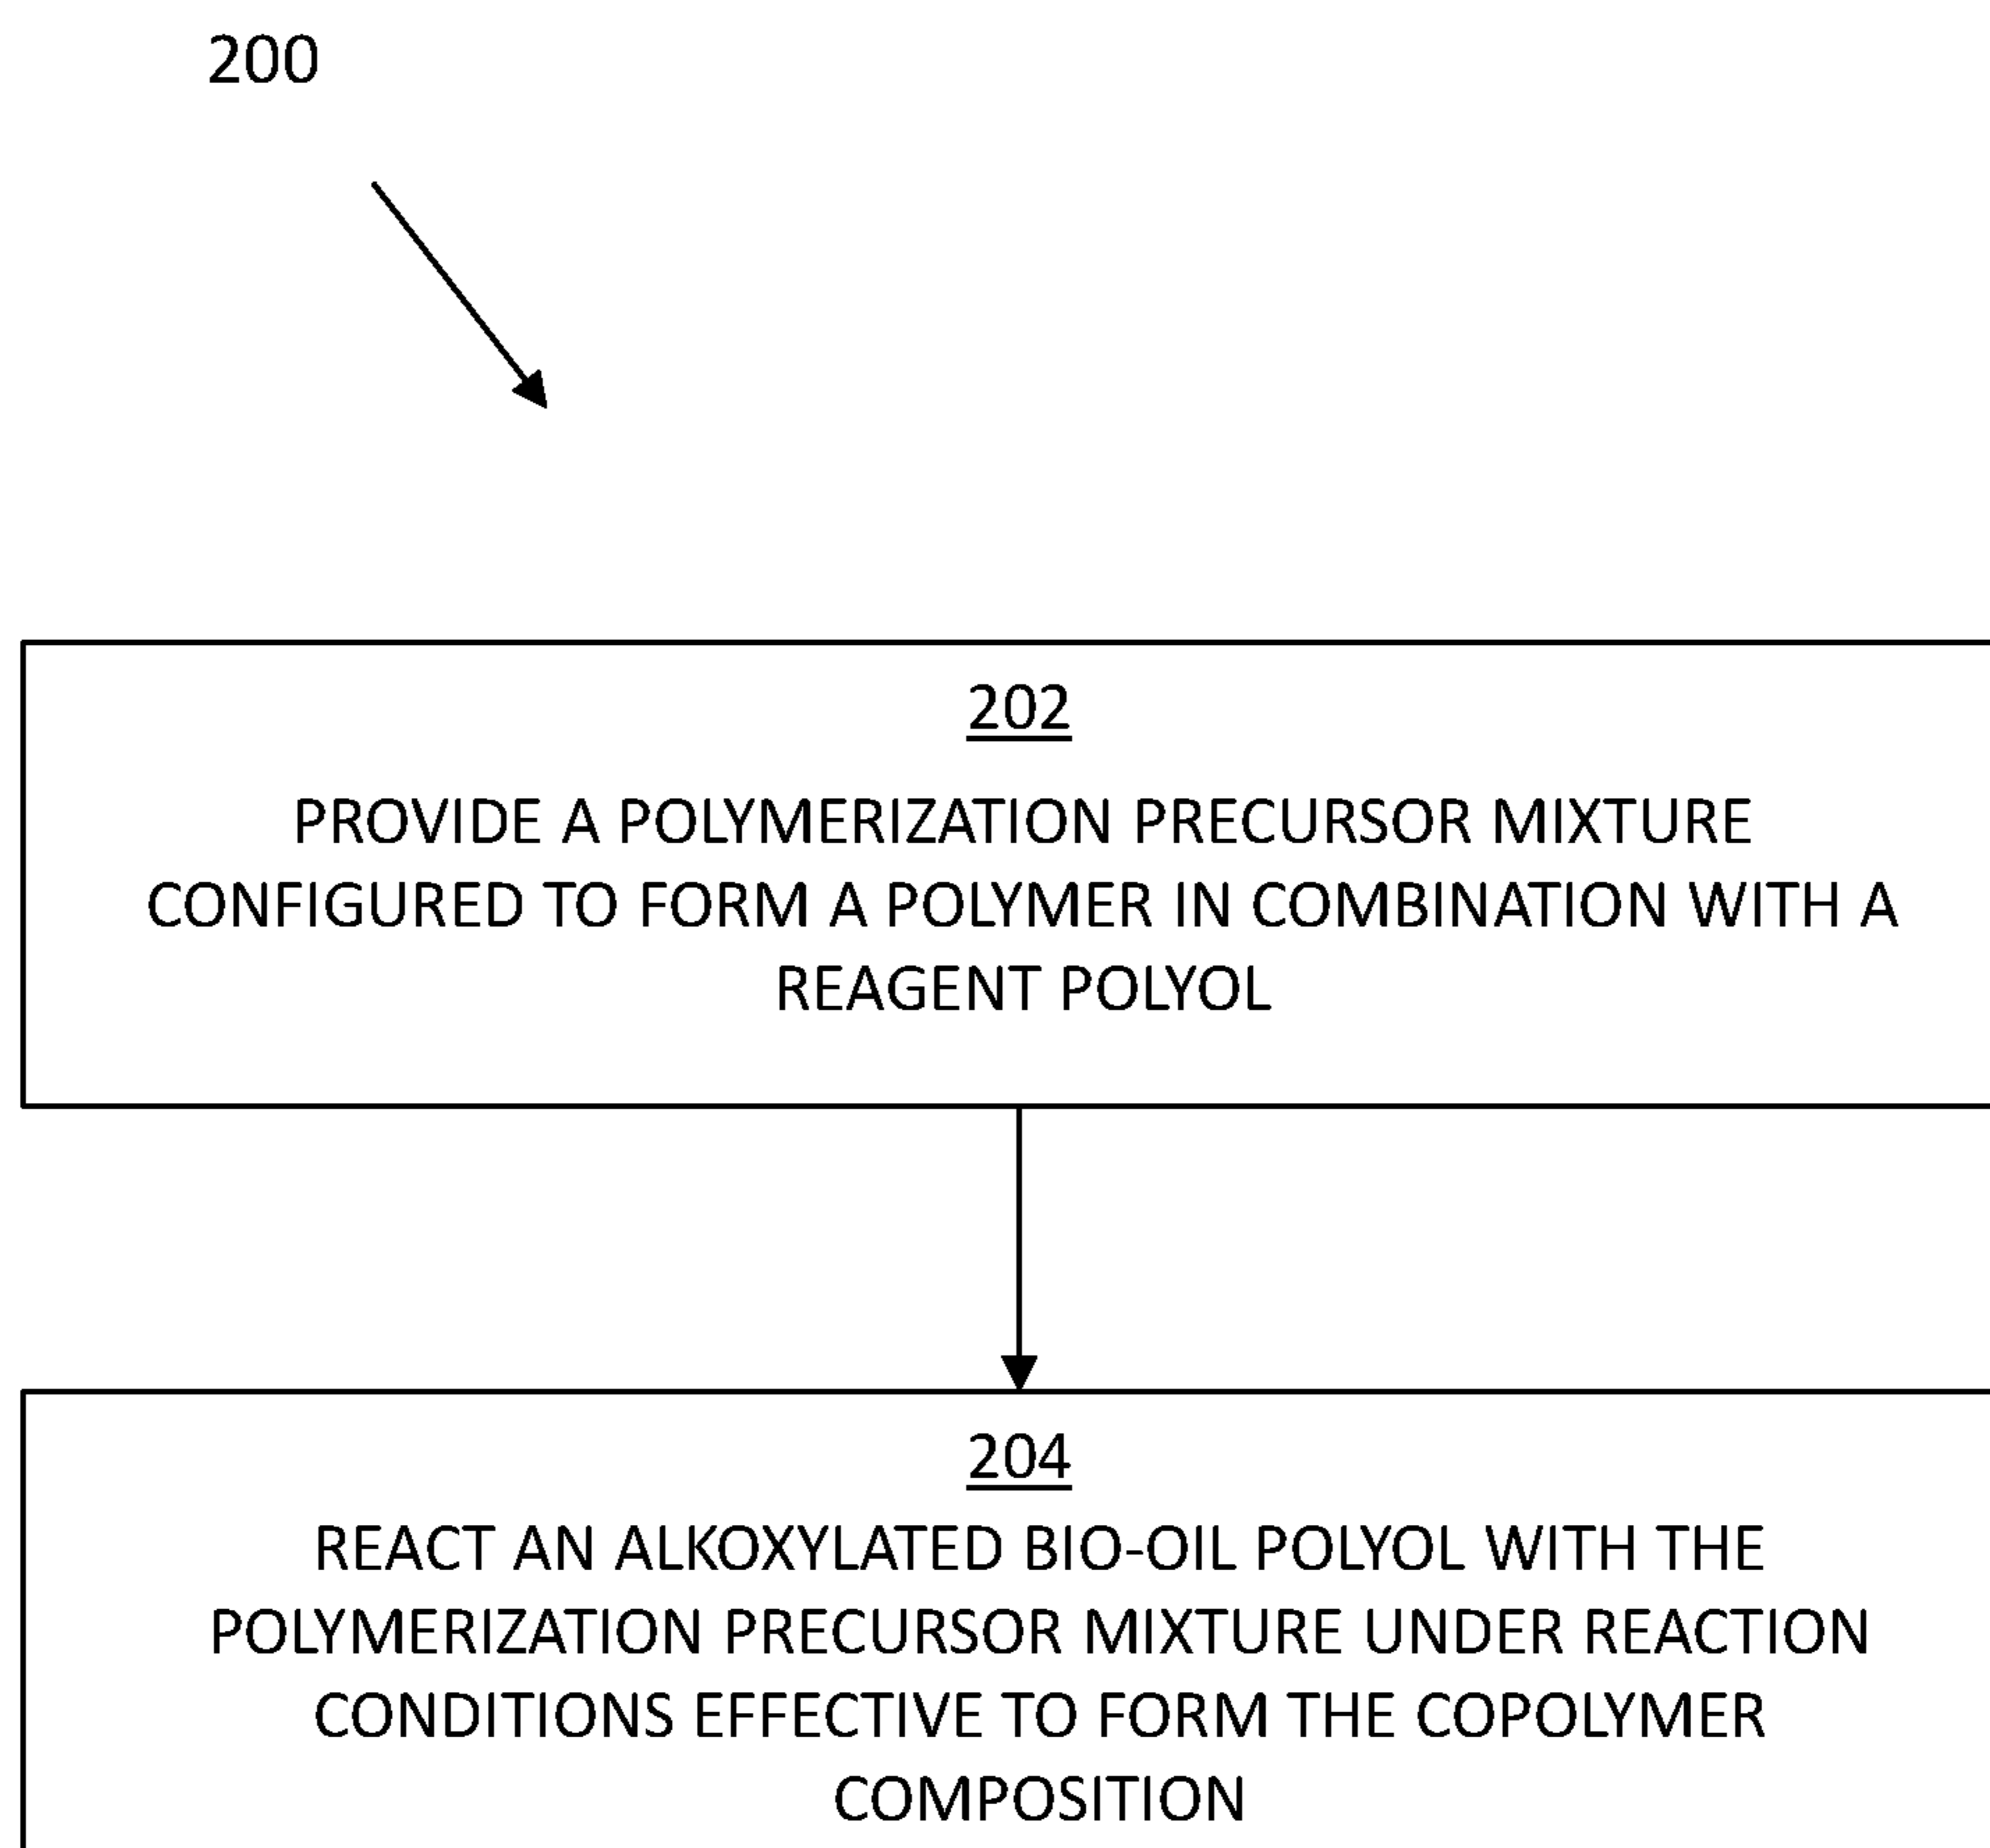 200
202
PROVIDE A POLYMERIZATION PRECURSOR MIXTURE
CONFIGURED TO FORM A POLYMER IN COMBINATION WITH A
REAGENT POLYOL
204
REACT AN ALKOXYLATED BIO-OIL POLYOL WITH THE
POLYMERIZATION PRECURSOR MIXTURE UNDER REACTION
CONDITIONS EFFECTIVE TO FORM THE COPOLYMER
COMPOSITION